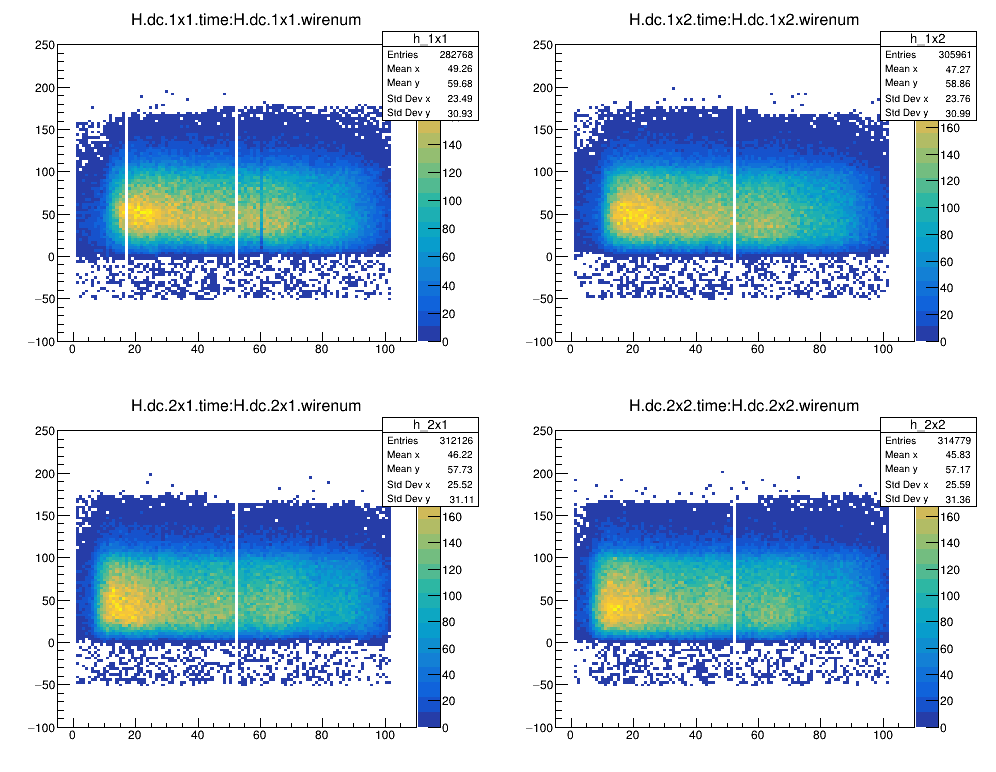 H.dc.1x1.time:H.dc.1x1.wirenum
h_1x1
Entries 282768
Mean x 49.26
Mean y 59.68
Std Dev x 23.49
Std Dev y 30.93
250
200
150
100
50
0
−50
−100
0 20 40 60 80 100
140
120
100
80
60
40
20
0
H.dc.1x2.time:H.dc.1x2.wirenum
h_1x2
Entries 305961
Mean x 47.27
Mean y 58.86
Std Dev x 23.76
Std Dev y 30.99
250
200
150
100
50
0
−50
−100
0 20 40 60 80 100
160
140
120
100
80
60
40
20
0
H.dc.2x1.time:H.dc.2x1.wirenum
h_2x1
Entries 312126
Mean x 46.22
Mean y 57.73
Std Dev x 25.52
Std Dev y 31.11
250
200
150
100
50
0
−50
−100
0 20 40 60 80 100
160
140
120
100
80
60
40
20
0
H.dc.2x2.time:H.dc.2x2.wirenum
h_2x2
Entries 314779
Mean x 45.83
Mean y 57.17
Std Dev x 25.59
Std Dev y 31.36
250
200
150
100
50
0
−50
−100
0 20 40 60 80 100
160
140
120
100
80
60
40
20
0